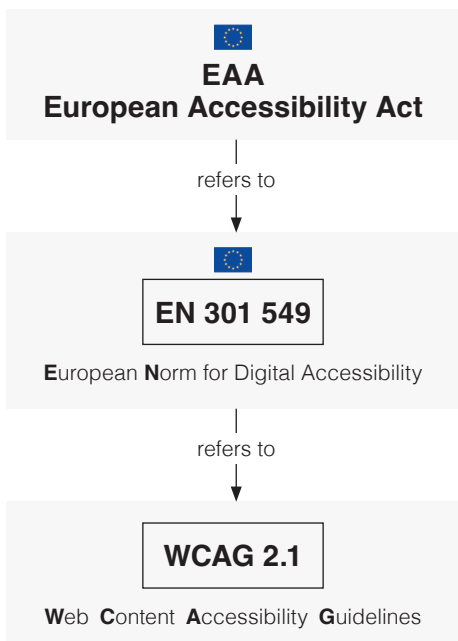 EAA
European Accessibility Act
refers to
EN 301 549
European Norm for Digital Accessibility
refers to
WCAG 2.1
Web Content Accessibility Guidelines